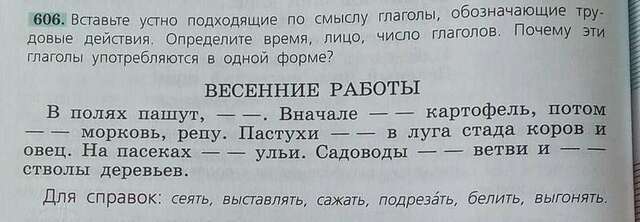 606. Вставьте устно подходящие по смыслу глаголы, обозначающие тру-
довые действия. Определите время, лицо, число глаголов. Почему эти
глаголы употребляются в одной форме?
ВЕСЕННИЕ РАБОТЫ
В полях пашут, — —. Вначале — — картофель, потом
— — морковь, репу. Пастухи — — в луга стада коров и
овец. На пасеках — — ульи. Садоводы — — ветви и — —
стволы деревьев.
Для справок: сеять, выставлять, сажать, подреза́ть, белить, выгонять.